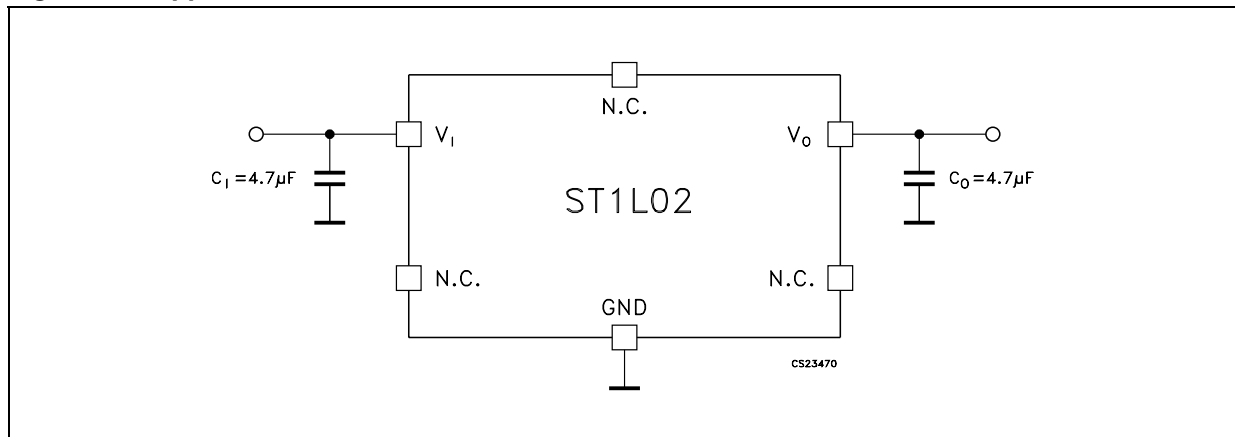 N.C.
V_I
V_O
C_I=4.7µF
C_O=4.7µF
ST1L02
N.C.
N.C.
GND
CS23470